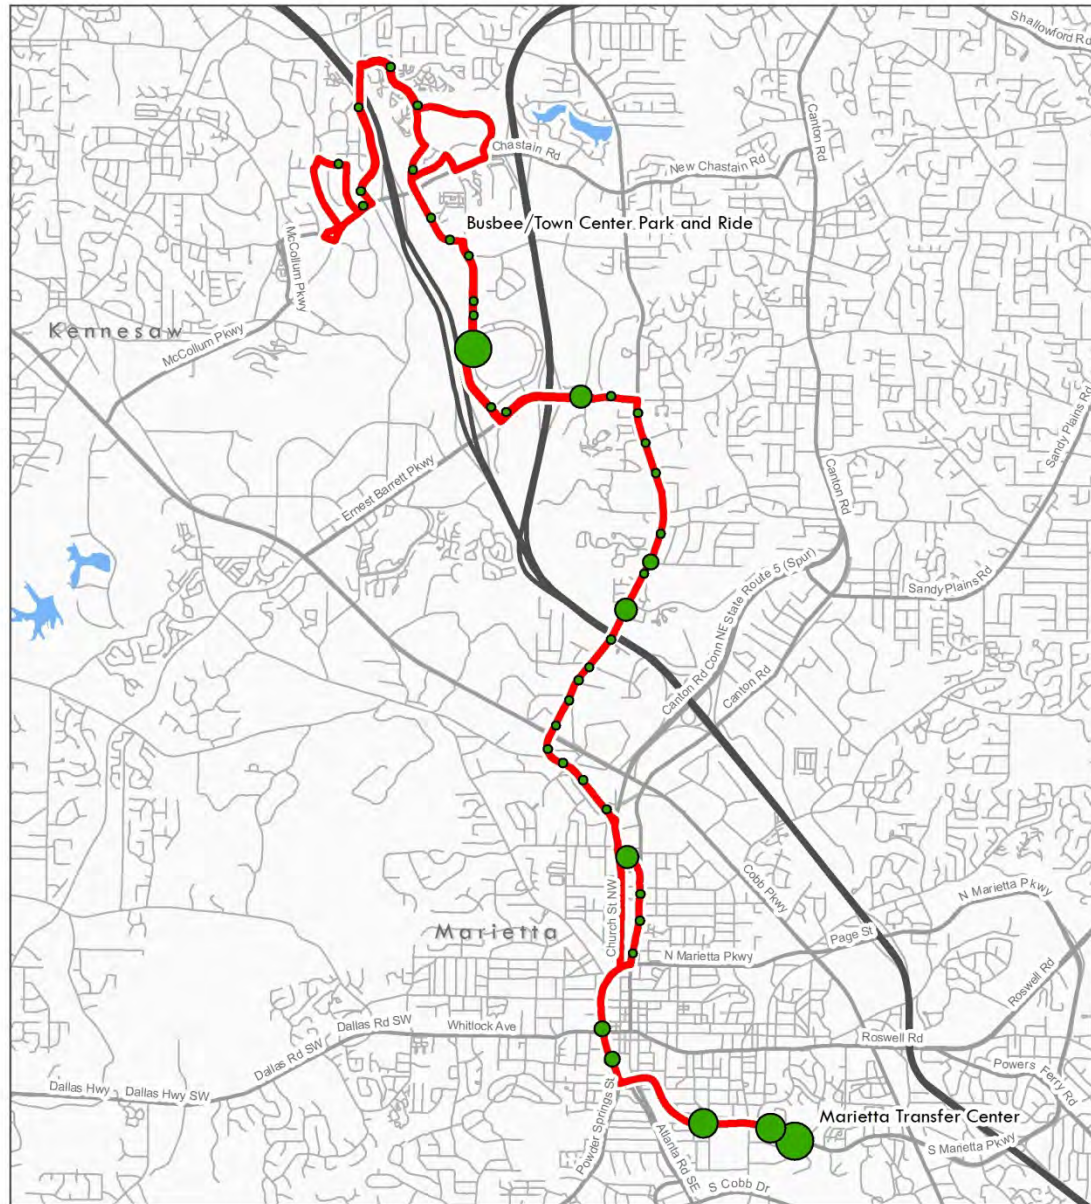 Shallowford Rd
Canton Rd
Chastain Rd
New Chastain Rd
Busbee/Town Center Park and Ride
McCollum Pkwy
Kennesaw
McCollum Pkwy
Sandy Plains Rd
Ernest Barrett Pkwy
Canton Rd
Sandy Plains Rd
Canton Rd Conn NE State Route 5 (Spur)
Canton Rd
Cobb Pkwy
Church St NW
N Marietta Pkwy
Marietta
Page St
N Marietta Pkwy
Roswell Rd
Dallas Rd SW
Whitlock Ave
Roswell Rd
Dallas Rd SW
Powers Ferry Rd
Dallas Hwy
Dallas Hwy SW
Powder Springs St
Marietta Transfer Center
Atlanta Rd SE
S Marietta Pkwy
S Cobb Dr